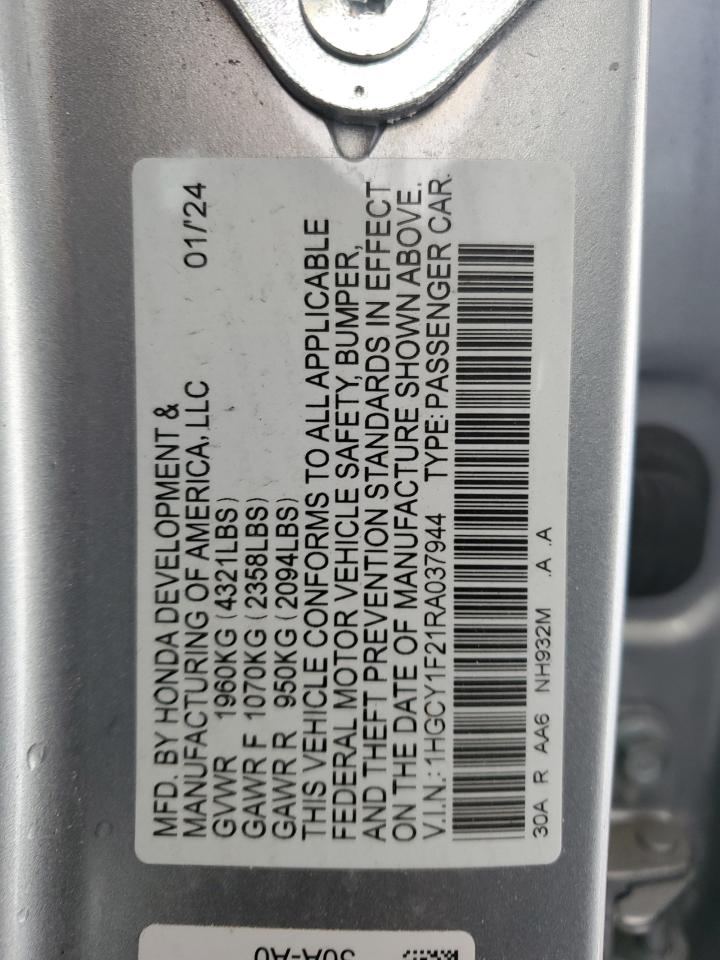 MFD. BY HONDA DEVELOPMENT &
MANUFACTURING OF AMERICA, LLC 01/'24
GVWR 1960KG (4321LBS)
GAWR F 1070KG (2358LBS)
GAWR R 950KG (2094LBS)
THIS VEHICLE CONFORMS TO ALL APPLICABLE
FEDERAL MOTOR VEHICLE SAFETY, BUMPER,
AND THEFT PREVENTION STANDARDS IN EFFECT
ON THE DATE OF MANUFACTURE SHOWN ABOVE.
V.I.N.: 1HGCY1F21RA037944 TYPE: PASSENGER CAR
30A R AA6 NH932M .A .A
30A-A0